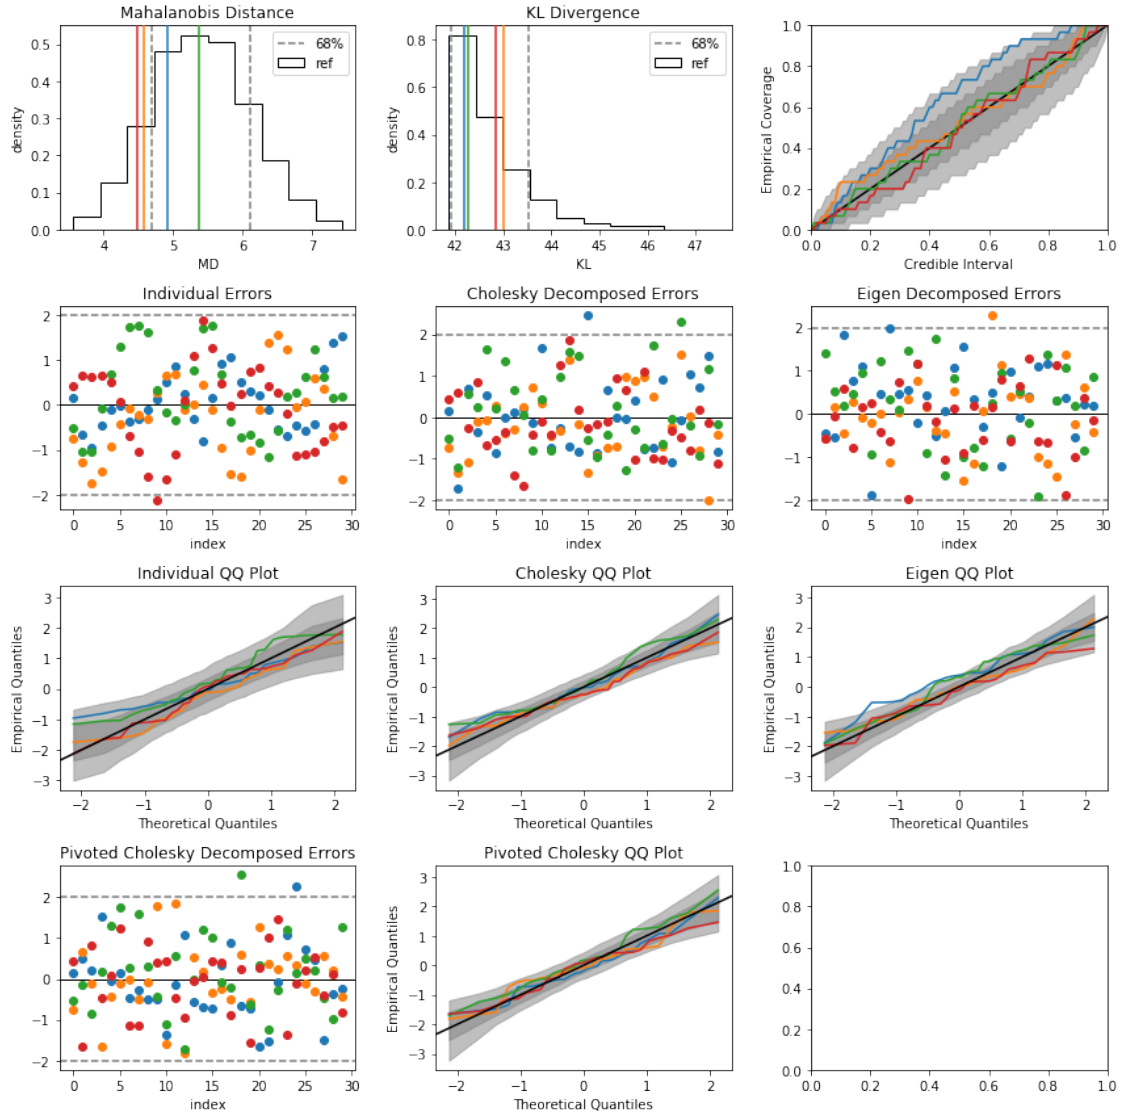 Mahalanobis Distance
0.5
0.4
0.3
0.2
0.1
0.0
density
4 5 6 7
MD
68%
ref
KL Divergence
0.8
0.6
0.4
0.2
0.0
density
42 43 44 45 46 47
KL
68%
ref
1.0
0.8
0.6
0.4
0.2
0.0
Empirical Coverage
0.0 0.2 0.4 0.6 0.8 1.0
Credible Interval
Individual Errors
2
1
0
−1
−2
0 5 10 15 20 25 30
index
Cholesky Decomposed Errors
2
1
0
−1
−2
0 5 10 15 20 25 30
index
Eigen Decomposed Errors
2
1
0
−1
−2
0 5 10 15 20 25 30
index
Individual QQ Plot
3
2
1
0
−1
−2
−3
Empirical Quantiles
−2 −1 0 1 2
Theoretical Quantiles
Cholesky QQ Plot
3
2
1
0
−1
−2
−3
Empirical Quantiles
−2 −1 0 1 2
Theoretical Quantiles
Eigen QQ Plot
3
2
1
0
−1
−2
−3
Empirical Quantiles
−2 −1 0 1 2
Theoretical Quantiles
Pivoted Cholesky Decomposed Errors
2
1
0
−1
−2
0 5 10 15 20 25 30
index
Pivoted Cholesky QQ Plot
3
2
1
0
−1
−2
−3
Empirical Quantiles
−2 −1 0 1 2
Theoretical Quantiles
1.0
0.8
0.6
0.4
0.2
0.0
0.0 0.2 0.4 0.6 0.8 1.0